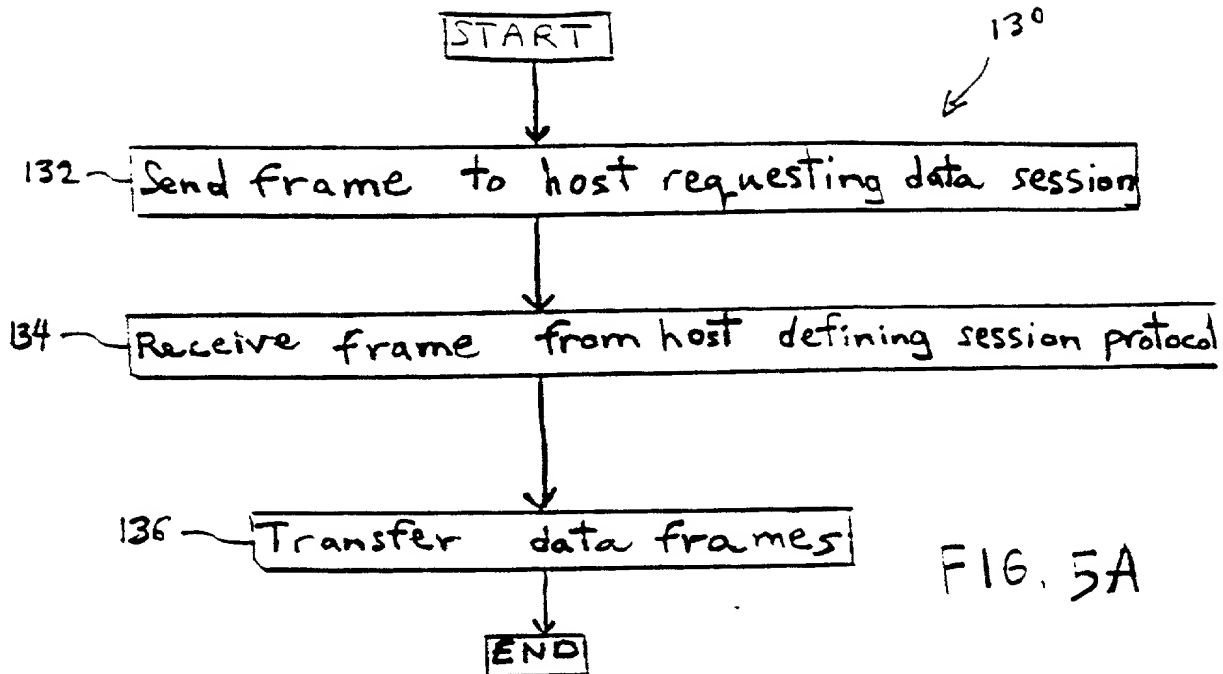 START
130
132 Send frame to host requesting data session
134 Receive frame from host defining session protocol
136 Transfer data frames
FIG. 5A
END